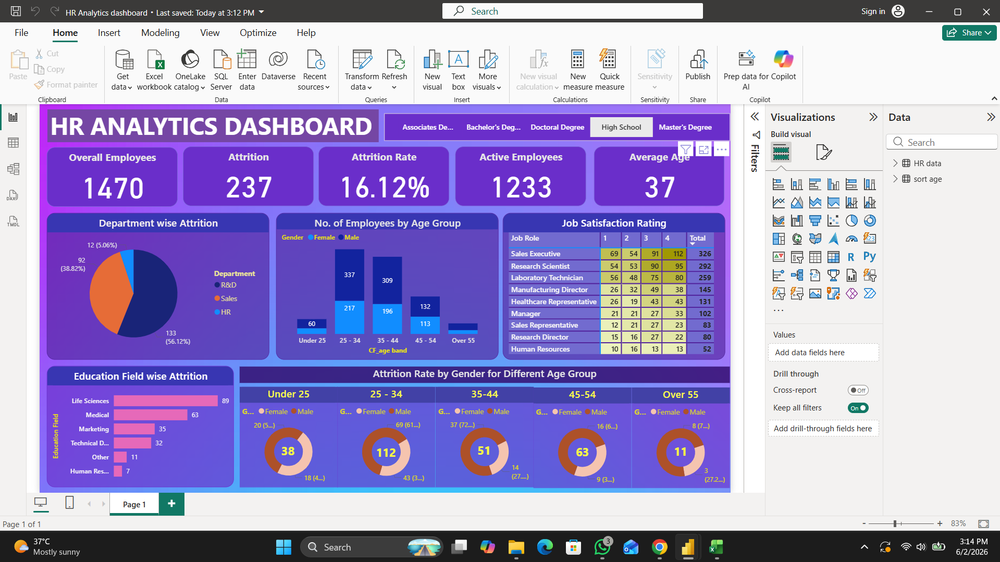 HR Analytics dashboard • Last saved: Today at 3:12 PM
Search
Sign in
File
Home
Insert
Modeling
View
Optimize
Help
Share
Paste
Cut
Copy
Format painter
Clipboard
Get data
Excel workbook
OneLake catalog
SQL Server
Enter data
Dataverse
Recent sources
Data
Transform data
Refresh
Queries
New visual
Text box
More visuals
Insert
New visual calculation
New measure
Quick measure
Calculations
Sensitivity
Sensitivity
Publish
Share
Prep data for AI
Copilot
Copilot
HR ANALYTICS DASHBOARD
Associates De...
Bachelor's Deg...
Doctoral Degree
High School
Master's Degree
Overall Employees
1470
Attrition
237
Attrition Rate
16.12%
Active Employees
1233
Average Age
37
Department wise Attrition
12 (5.06%)
92
(38.82%)
133
(56.12%)
Department
R&D
Sales
HR
No. of Employees by Age Group
Gender Female Male
60
337
217
309
196
132
113
Under 25
25 - 34
35 - 44
45 - 54
Over 55
CF_age band
Job Satisfaction Rating
Job Role 1 2 3 4 Total
Sales Executive 69 54 91 112 326
Research Scientist 54 53 90 95 292
Laboratory Technician 56 48 75 80 259
Manufacturing Director 26 32 49 38 145
Healthcare Representative 26 19 43 43 131
Manager 21 21 27 33 102
Sales Representative 12 21 27 23 83
Research Director 15 16 27 22 80
Human Resources 10 16 13 13 52
Education Field wise Attrition
Education Field
Life Sciences 89
Medical 63
Marketing 35
Technical D... 32
Other 11
Human Res... 7
Attrition Rate by Gender for Different Age Group
Under 25
G... Female Male
20 (5...)
38
18 (4...)
25 - 34
G... Female Male
69 (61...)
112
43 (3...)
35-44
G... Female Male
37 (72...)
51
14
(27....)
45-54
G... Female Male
16 (6...)
63
9 (3...)
Over 55
G... Female Male
8 (7...)
11
3
(27.2...)
Filters
Visualizations
Build visual
123
R
Py
...
Values
Add data fields here
Drill through
Cross-report
Off
Keep all filters
On
Add drill-through fields here
Data
Search
HR data
sort age
DAX
TMDL
Page 1
+
Page 1 of 1
- + 83%
37°C
Mostly sunny
Search
3
3:14 PM
6/2/2026